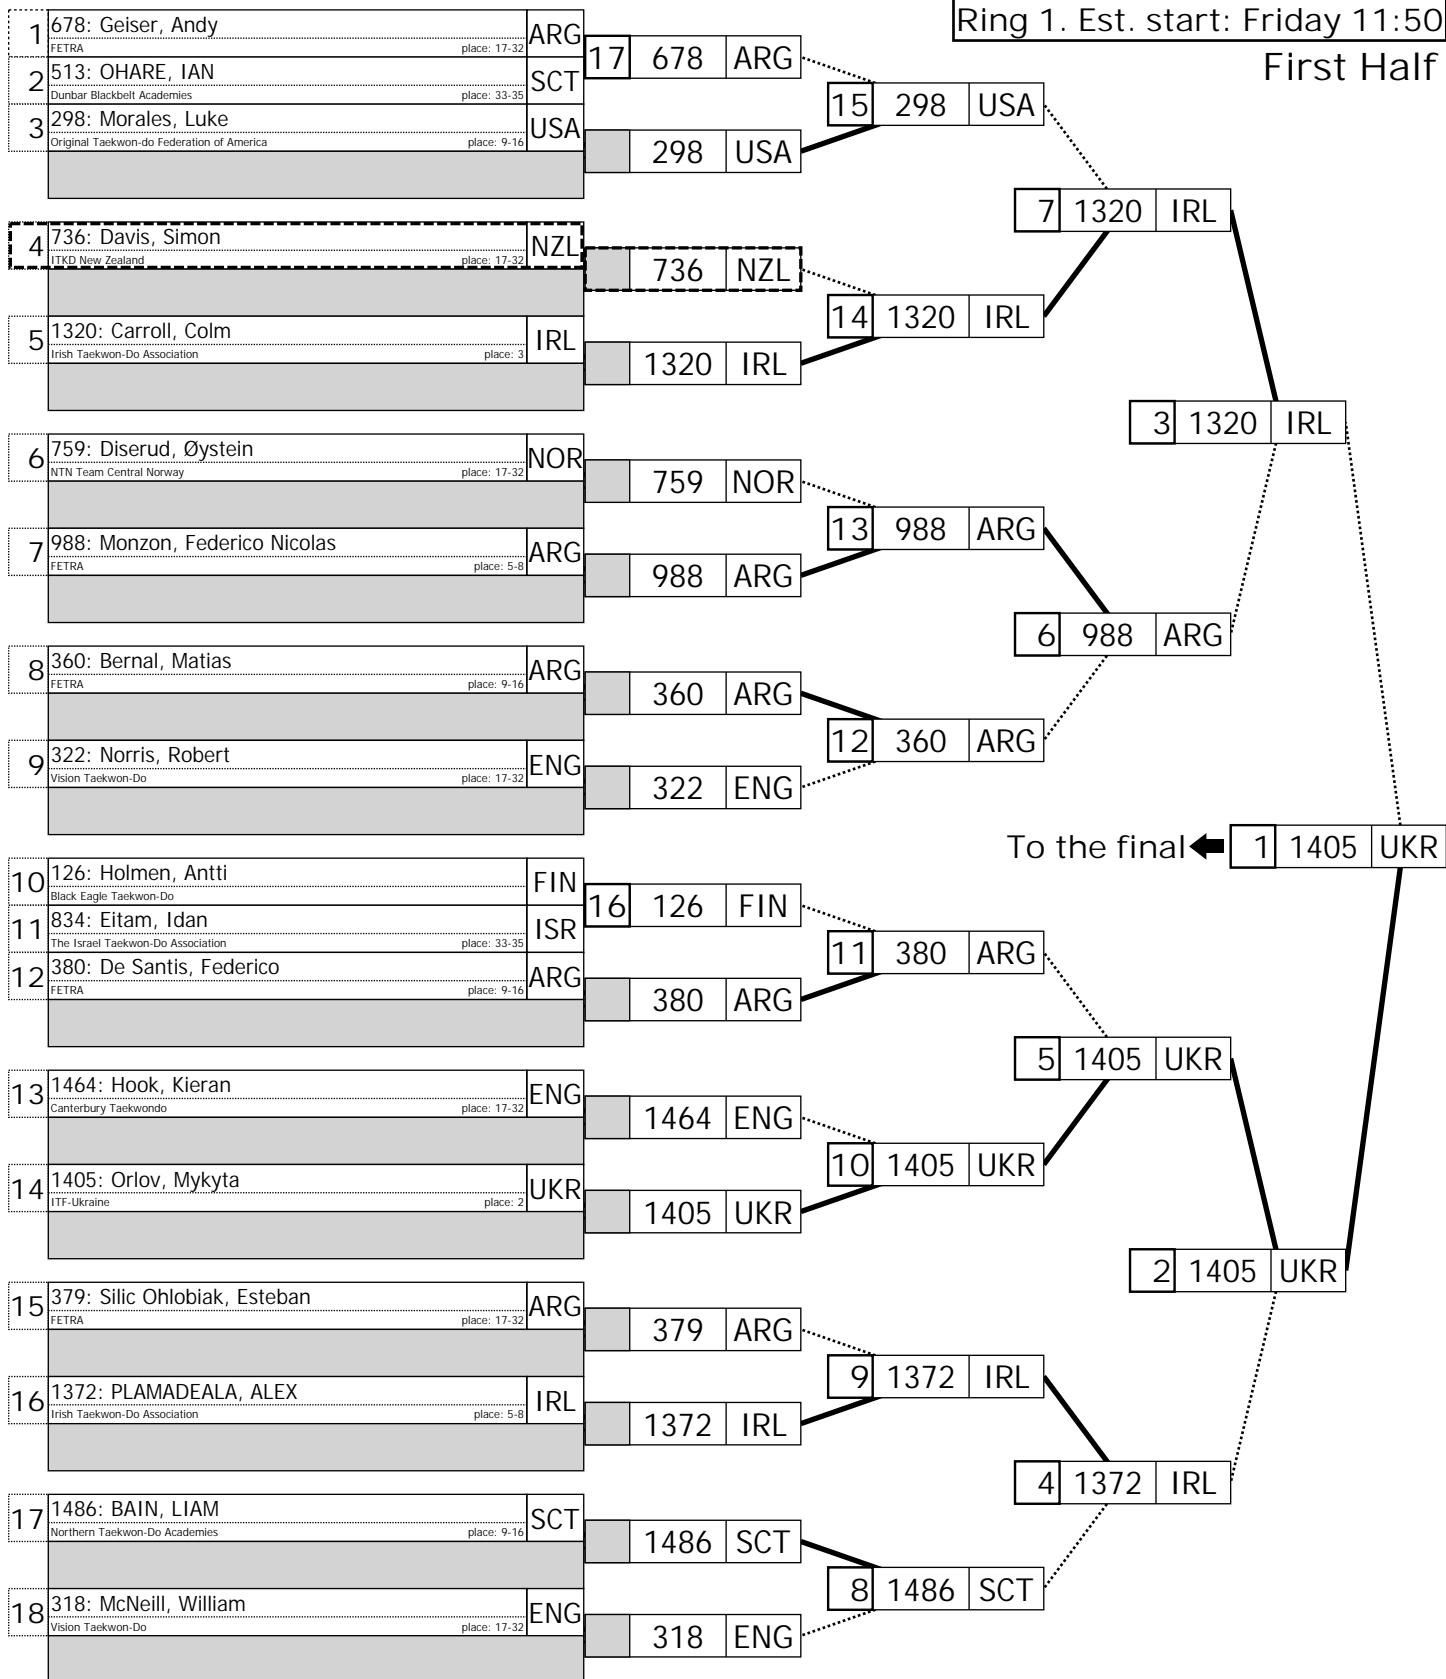 Ring 1. Est. start: Friday 11:50
First Half
1 678: Geiser, Andy ARG
FETRA place: 17-32
2 513: OHARE, IAN SCT
Dunbar Blackbelt Academies place: 33-35
3 298: Morales, Luke USA
Original Taekwon-do Federation of America place: 9-16
17 678 ARG
298 USA
15 298 USA
4 736: Davis, Simon NZL
ITKD New Zealand place: 17-32
5 1320: Carroll, Colm IRL
Irish Taekwon-Do Association place: 3
736 NZL
1320 IRL
14 1320 IRL
7 1320 IRL
6 759: Diserud, Øystein NOR
NTN Team Central Norway place: 17-32
7 988: Monzon, Federico Nicolas ARG
FETRA place: 5-8
759 NOR
988 ARG
13 988 ARG
8 360: Bernal, Matias ARG
FETRA place: 9-16
9 322: Norris, Robert ENG
Vision Taekwon-Do place: 17-32
360 ARG
322 ENG
12 360 ARG
6 988 ARG
3 1320 IRL
To the final 1 1405 UKR
10 126: Holmen, Antti FIN
Black Eagle Taekwon-Do
11 834: Eitam, Idan ISR
The Israel Taekwon-Do Association place: 33-35
12 380: De Santis, Federico ARG
FETRA place: 9-16
16 126 FIN
380 ARG
11 380 ARG
13 1464: Hook, Kieran ENG
Canterbury Taekwondo place: 17-32
14 1405: Orlov, Mykyta UKR
ITF-Ukraine place: 2
1464 ENG
1405 UKR
10 1405 UKR
5 1405 UKR
15 379: Silic Ohlobiak, Esteban ARG
FETRA place: 17-32
16 1372: PLAMADEALA, ALEX IRL
Irish Taekwon-Do Association place: 5-8
379 ARG
1372 IRL
9 1372 IRL
17 1486: BAIN, LIAM SCT
Northern Taekwon-Do Academies place: 9-16
18 318: McNeill, William ENG
Vision Taekwon-Do place: 17-32
1486 SCT
318 ENG
8 1486 SCT
4 1372 IRL
2 1405 UKR